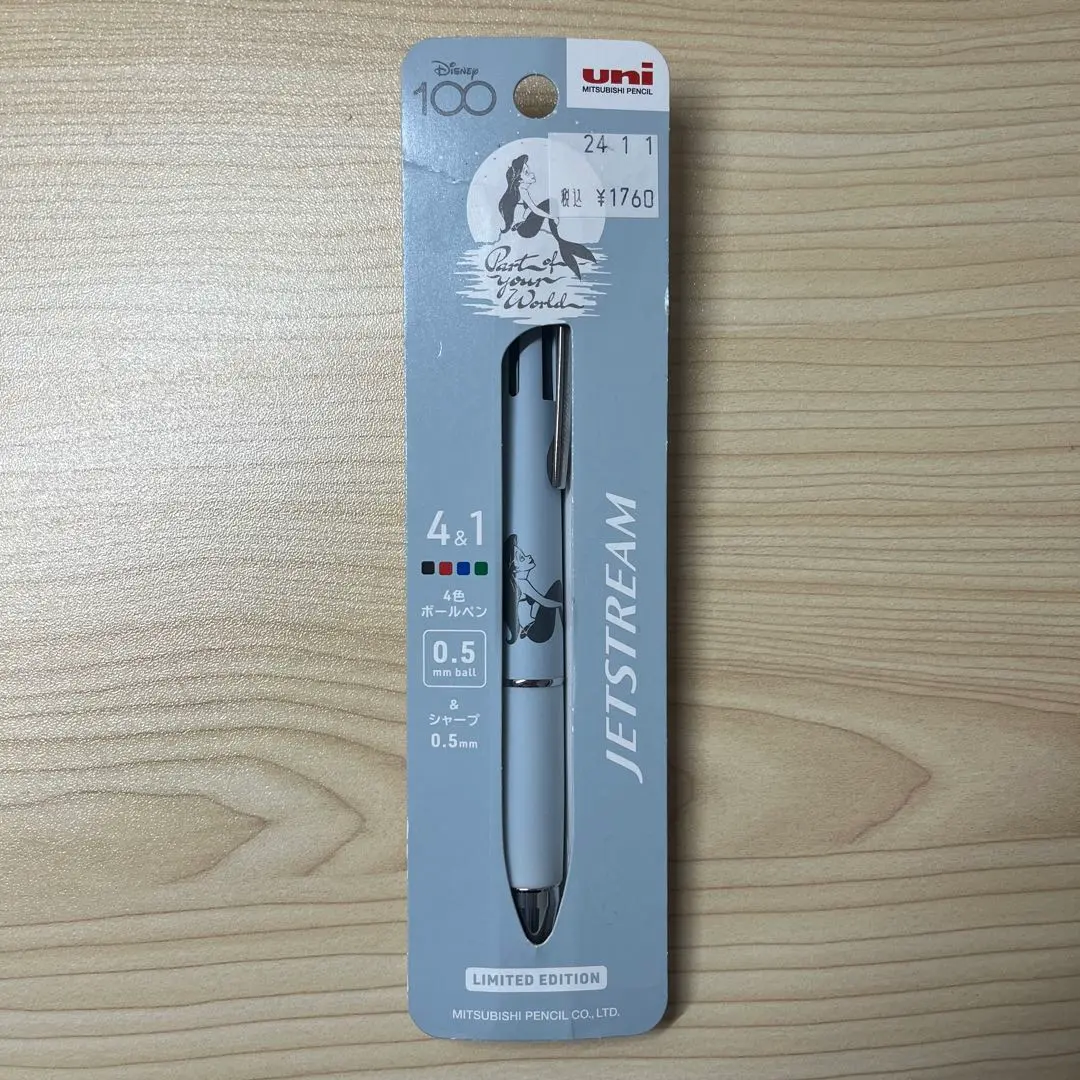 Disney
100
uni
MITSUBISHI PENCIL
24 1 1
税込 ¥1760
Part of
your
World
4&1
4色
ボールペン
0.5
mm ball
&
シャープ
0.5mm
JETSTREAM
LIMITED EDITION
MITSUBISHI PENCIL CO., LTD.